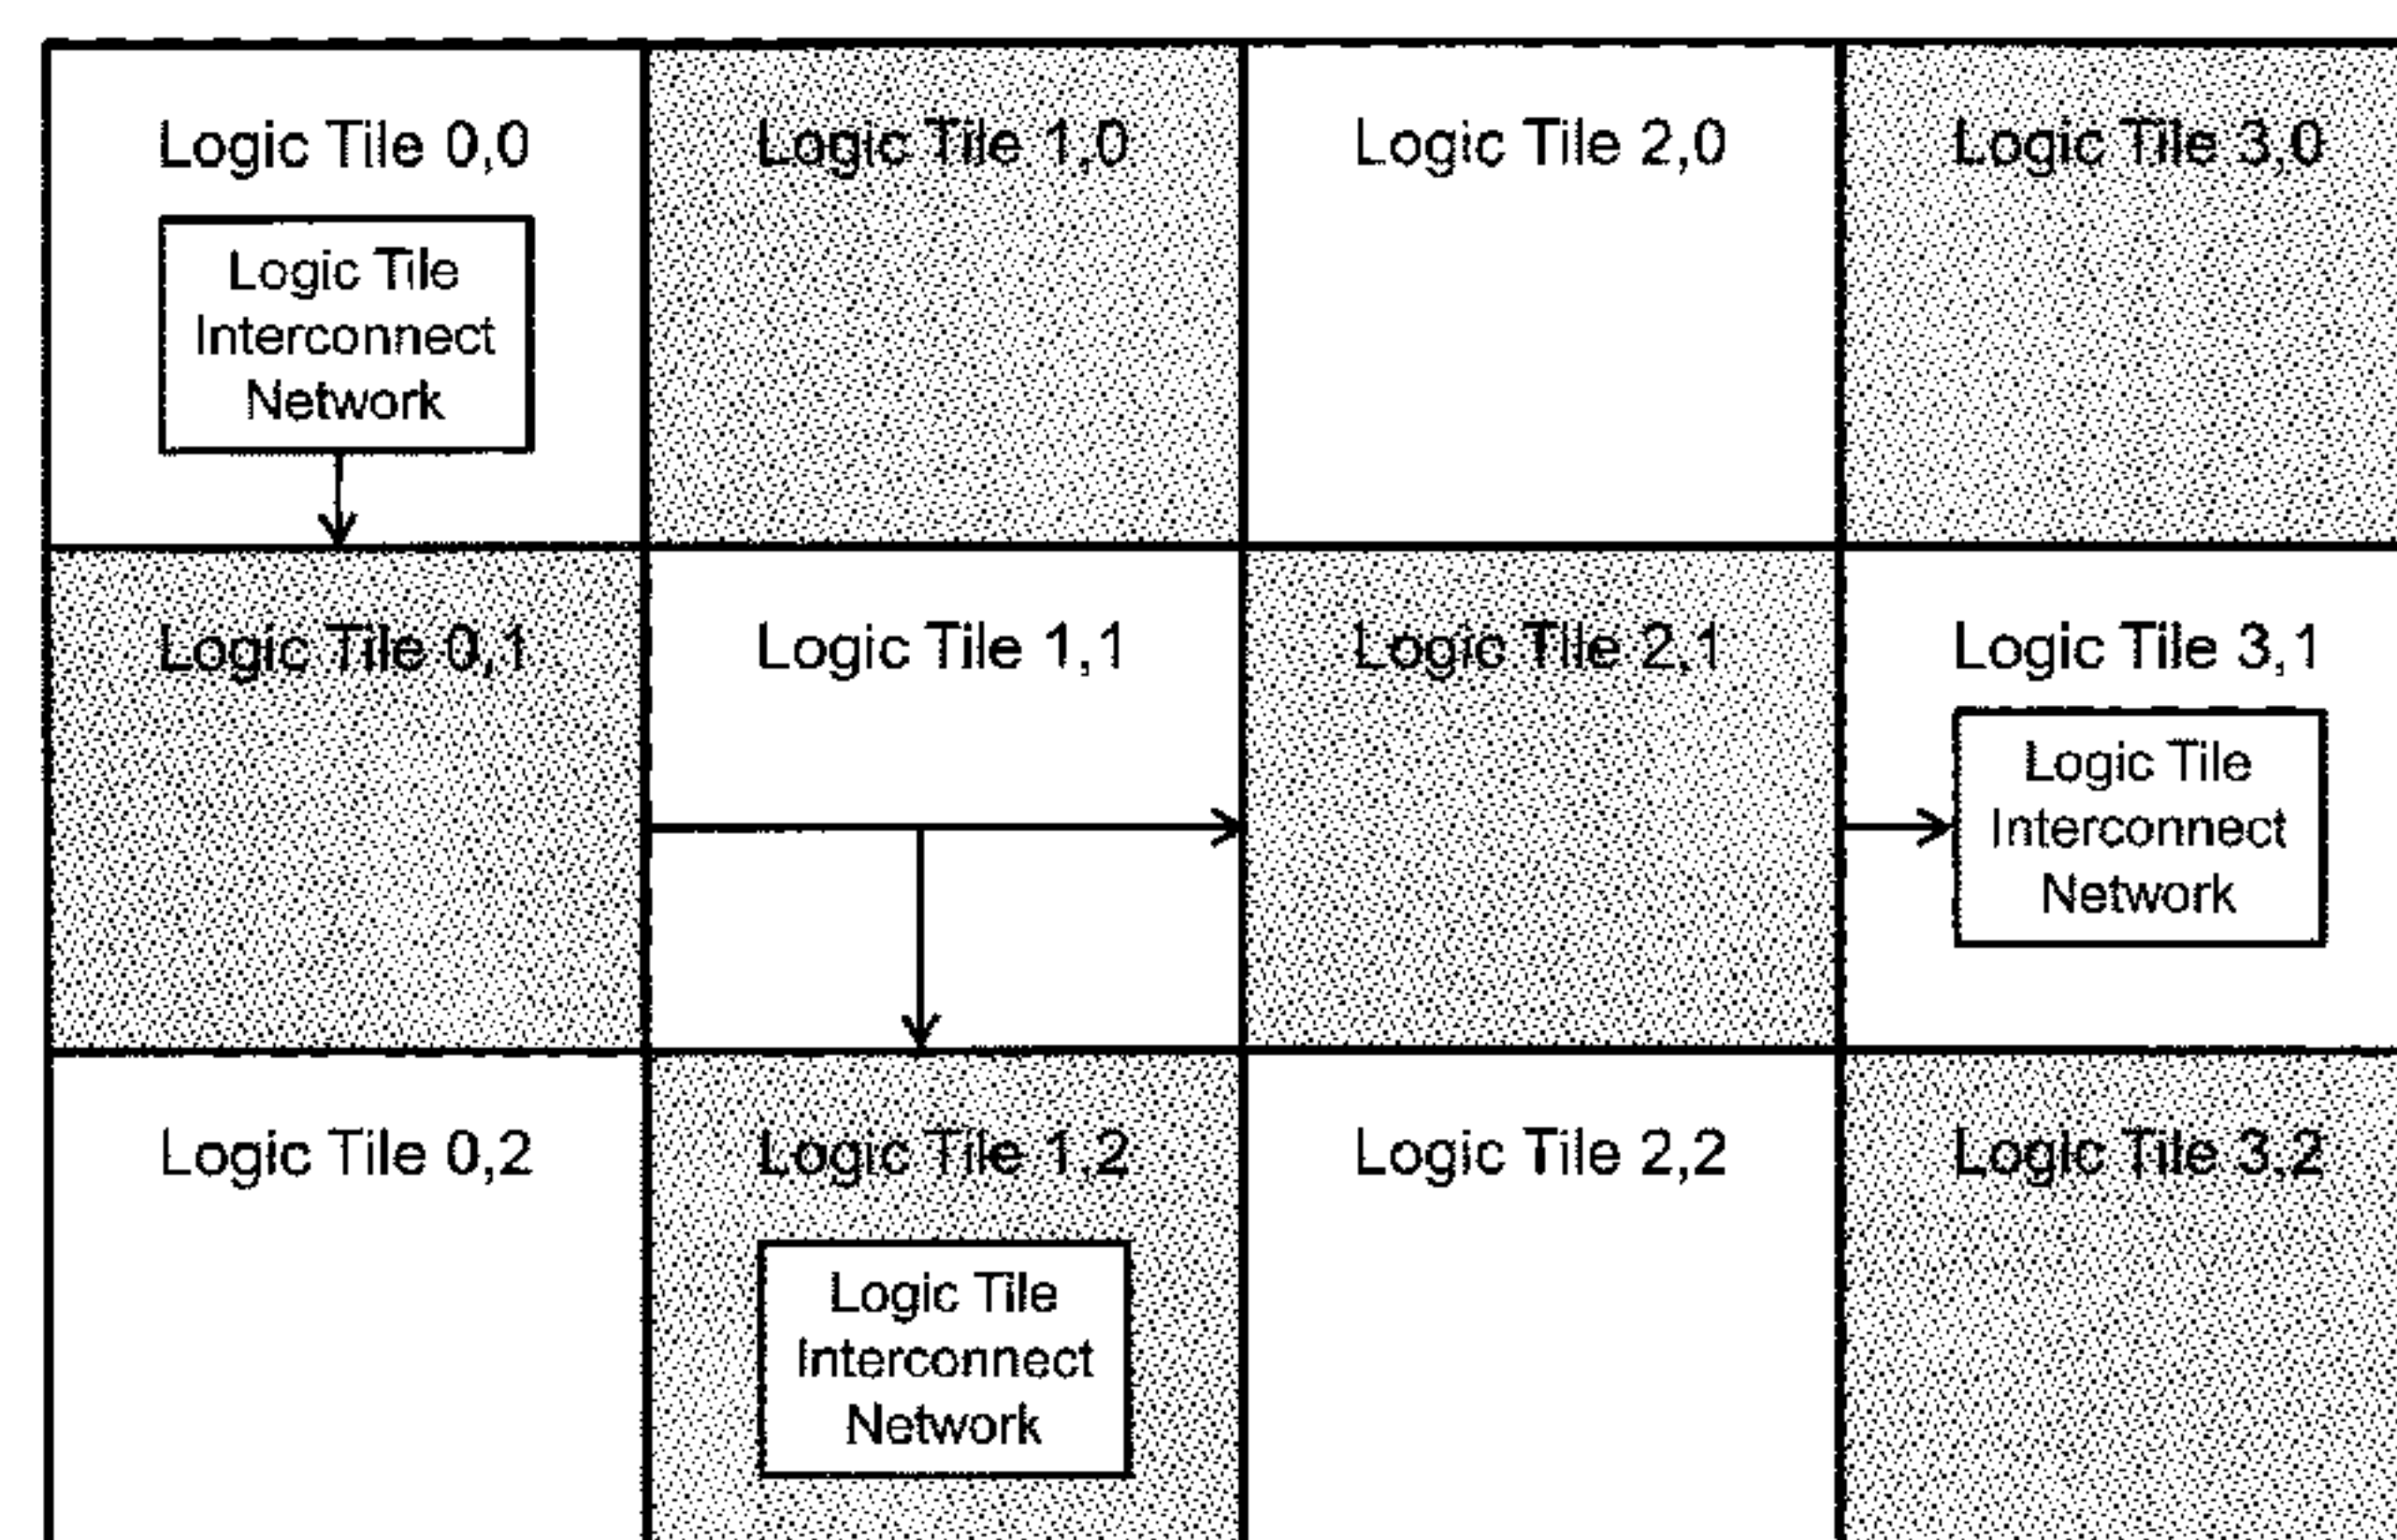 Logic Tile 0,0
Logic Tile 1,0
Logic Tile 2,0
Logic Tile 3,0
Logic Tile
Interconnect
Network
Logic Tile 0,1
Logic Tile 1,1
Logic Tile 2,1
Logic Tile 3,1
Logic Tile
Interconnect
Network
Logic Tile 0,2
Logic Tile 1,2
Logic Tile 2,2
Logic Tile 3,2
Logic Tile
Interconnect
Network